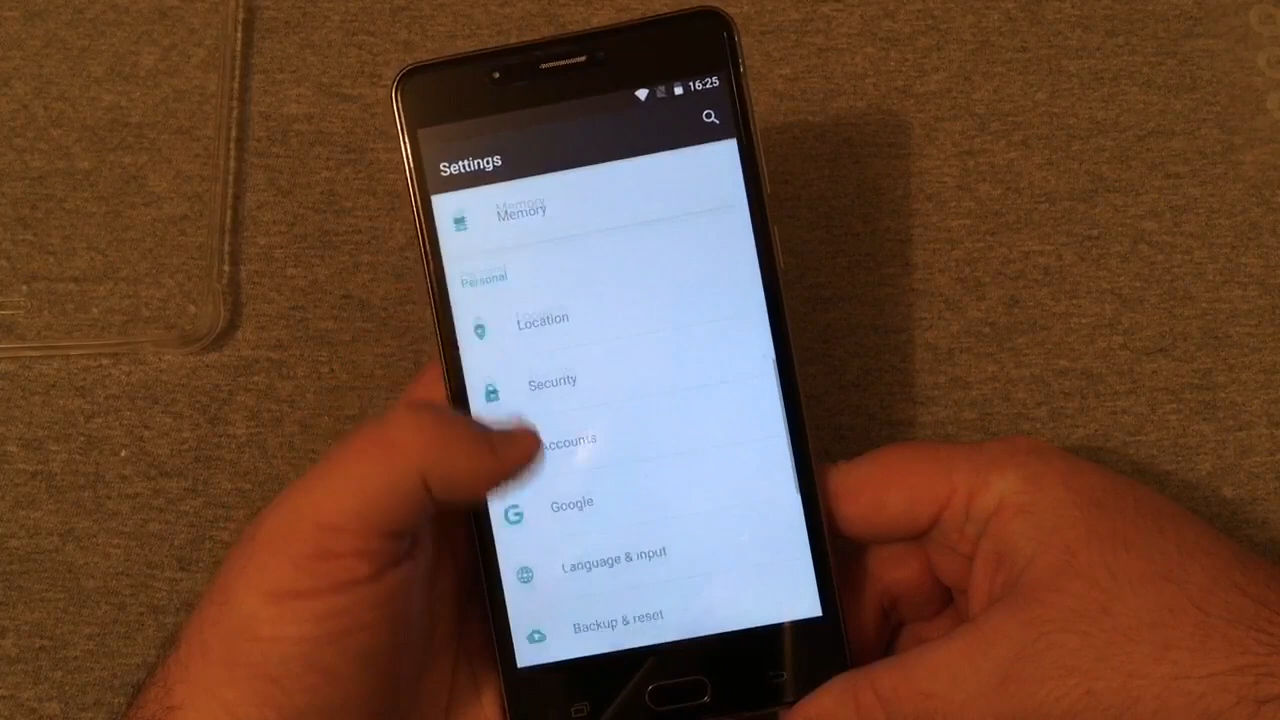 16:25
Settings
Memory
Personal
Location
Security
Accounts
Google
Language & input
Backup & reset